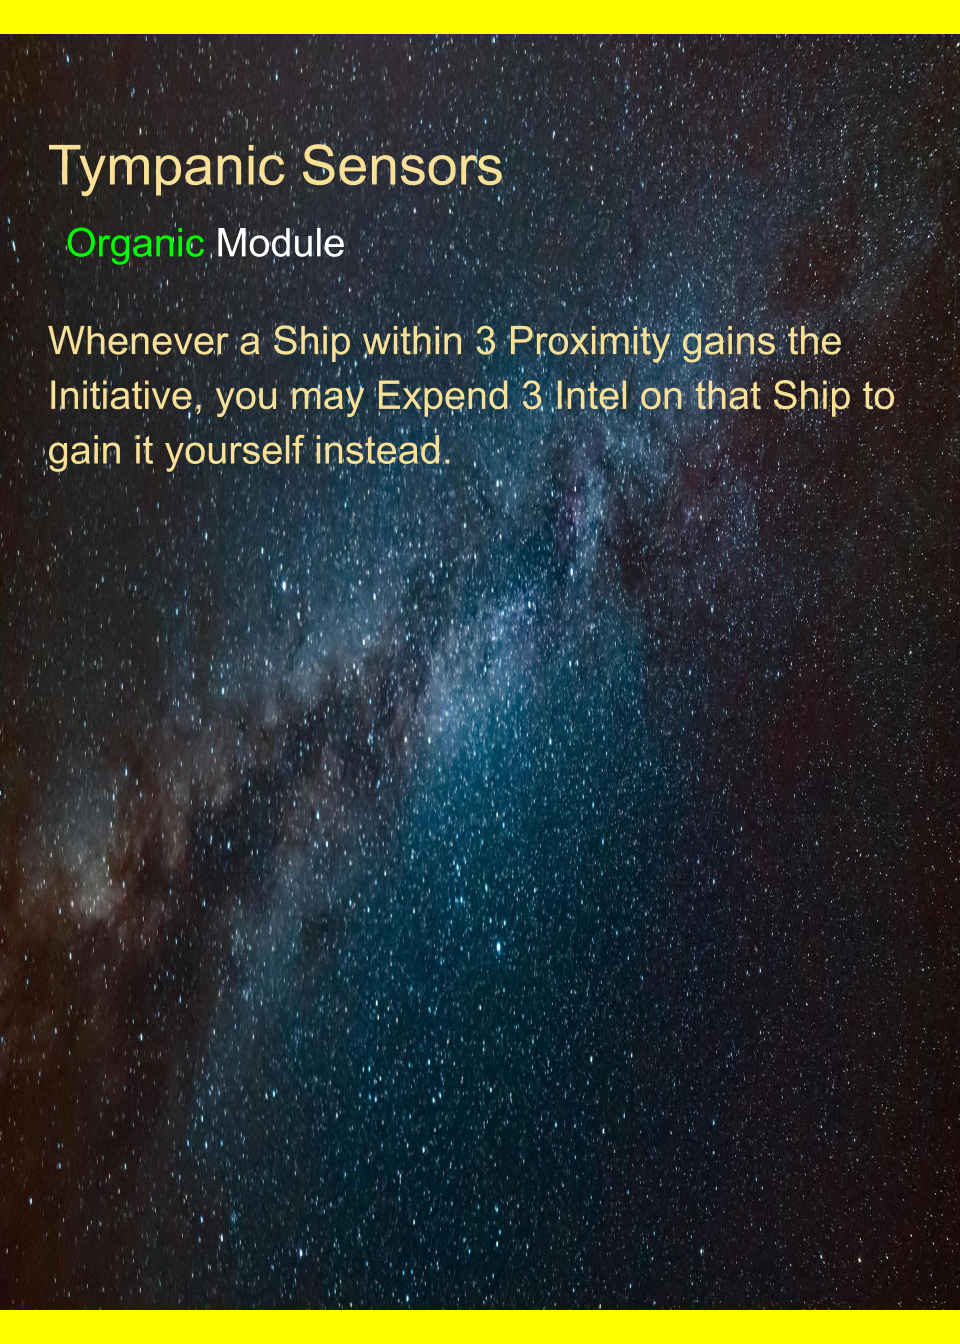 Tympanic Sensors
Organic Module
Whenever a Ship within 3 Proximity gains the
Initiative, you may Expend 3 Intel on that Ship to
gain it yourself instead.